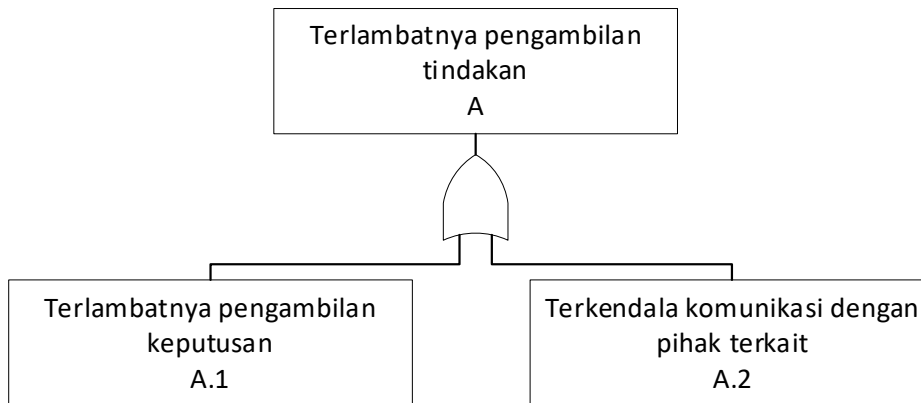 Terlambatnya pengambilan
tindakan
A
Terlambatnya pengambilan
keputusan
A.1
Terkendala komunikasi dengan
pihak terkait
A.2